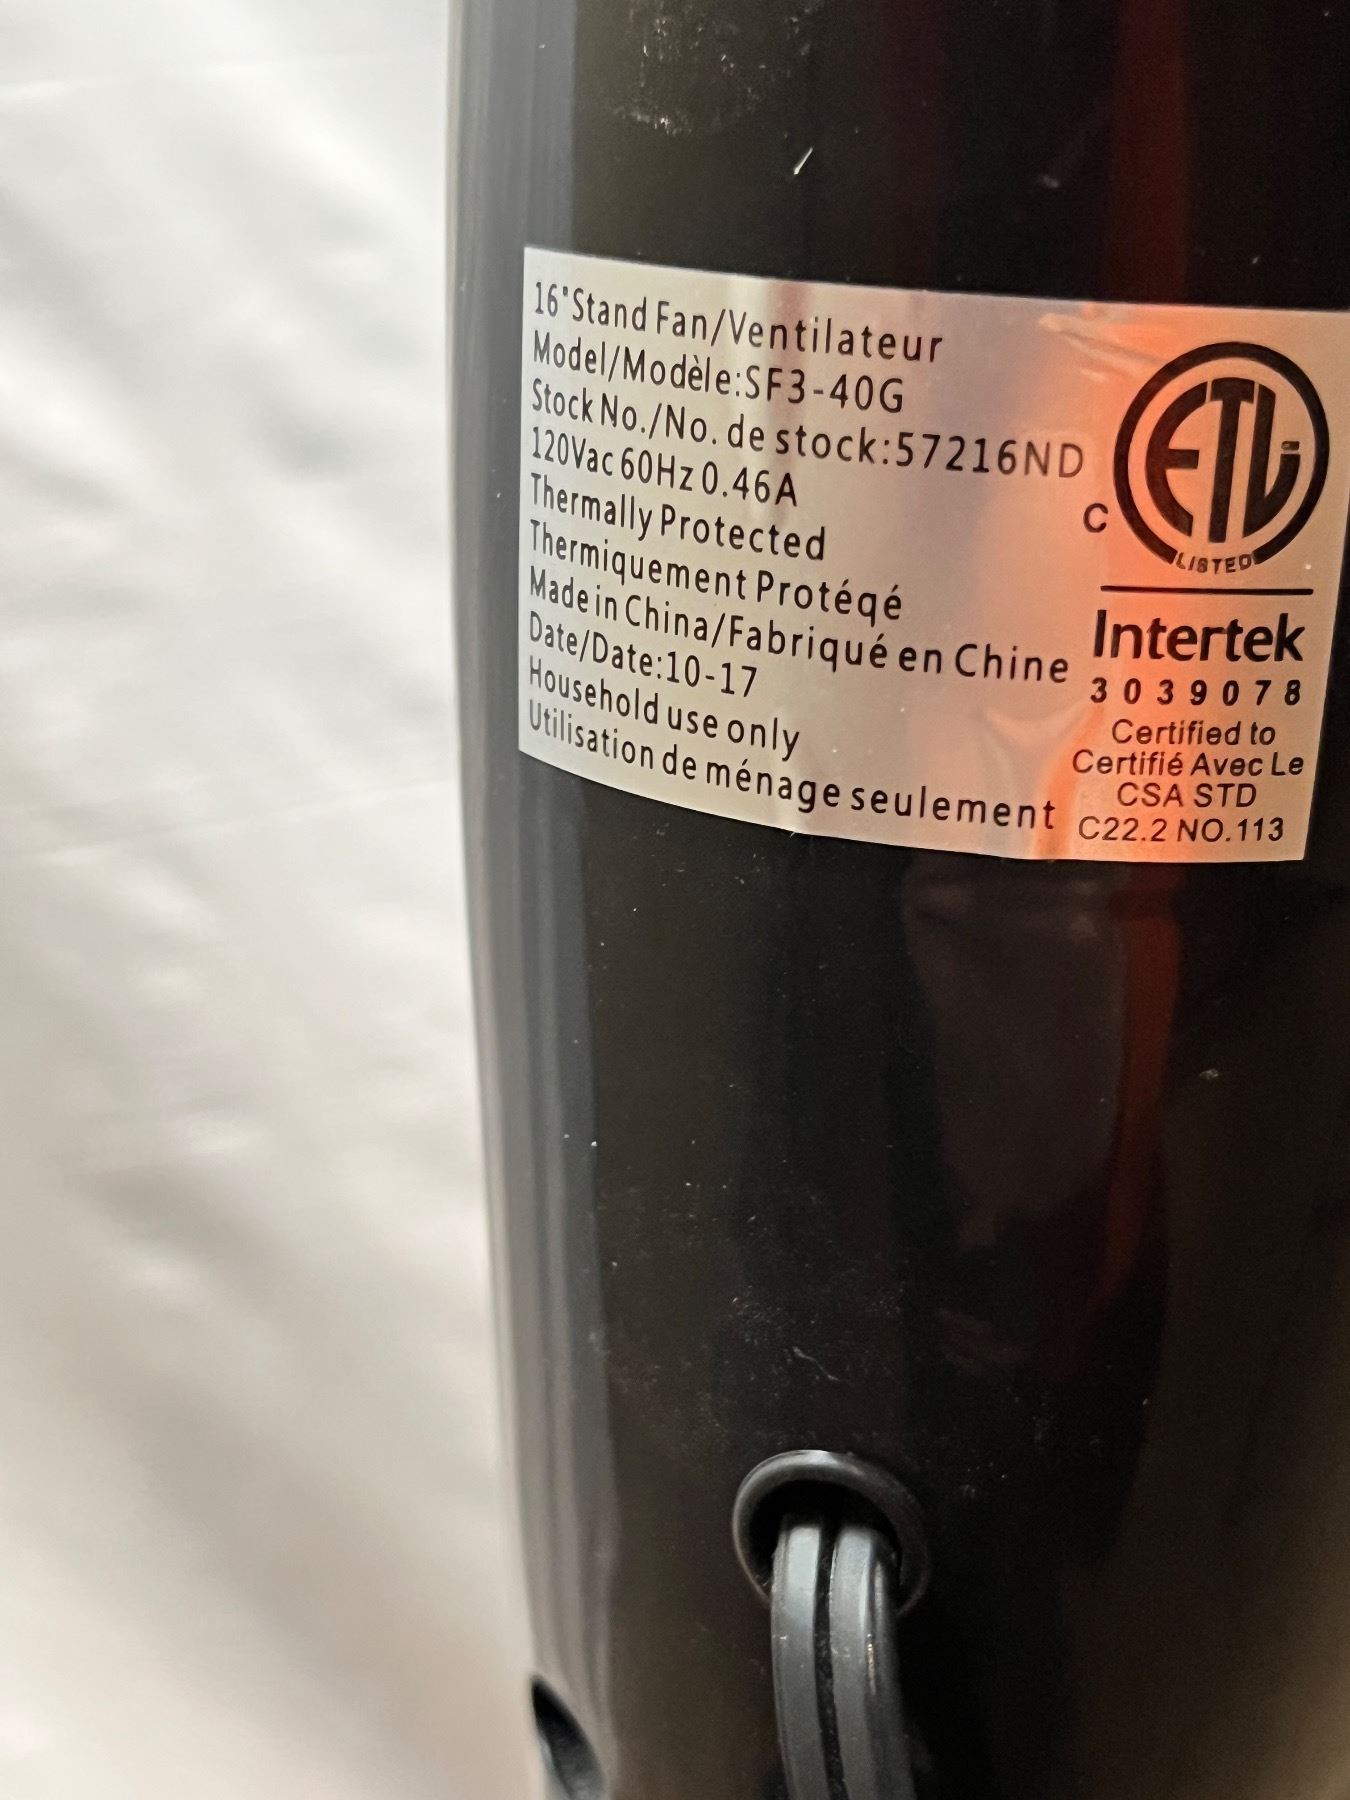 16"Stand Fan/Ventilateur
Model/Modèle:SF3-40G
Stock No./No. de stock:57216ND
120Vac 60Hz 0.46A
Thermally Protected
Thermiquement Protéqé
Made in China/Fabriqué en Chine
Date/Date:10-17
Household use only
Utilisation de ménage seulement
ETL
C
LISTED
Intertek
3039078
Certified to
Certifié Avec Le
CSA STD
C22.2 NO.113